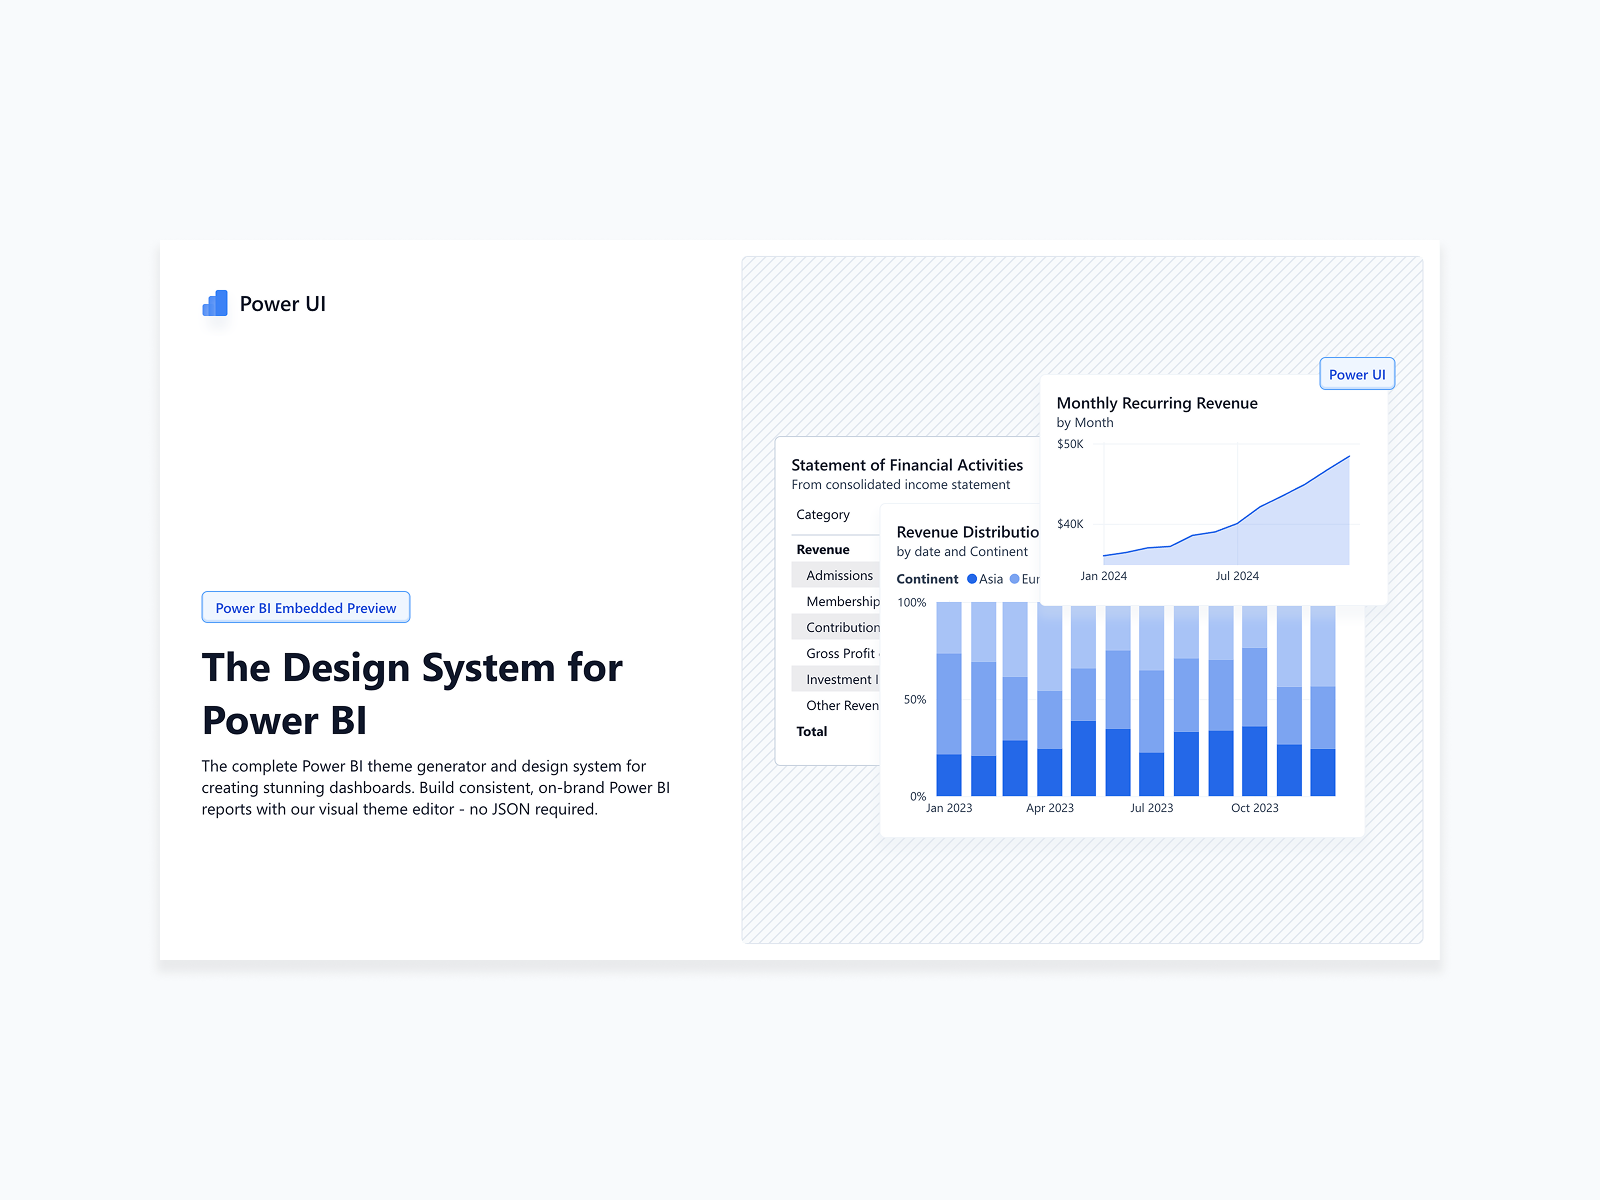 Power UI
Power BI Embedded Preview
The Design System for
Power BI
The complete Power BI theme generator and design system for
creating stunning dashboards. Build consistent, on-brand Power BI
reports with our visual theme editor - no JSON required.
Power UI
Monthly Recurring Revenue
by Month
$50K
$40K
Jan 2024 Jul 2024
Statement of Financial Activities
From consolidated income statement
Category
Revenue
Admissions
Membership
Contribution
Gross Profit
Investment
Other
Total
Revenue
by date and Continent
Continent Asia
100%
50%
0%
Jan 2023 Apr 2023 Jul 2023 Oct 2023